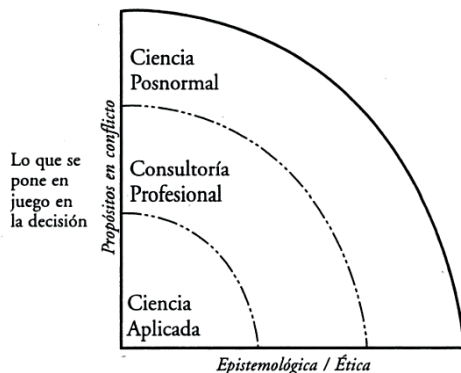 Ciencia
Posnormal
Lo que se
pone en
juego en
la decisión
Propósitos en conflicto
Consultoría
Profesional
Ciencia
Aplicada
Epistemológica / Ética